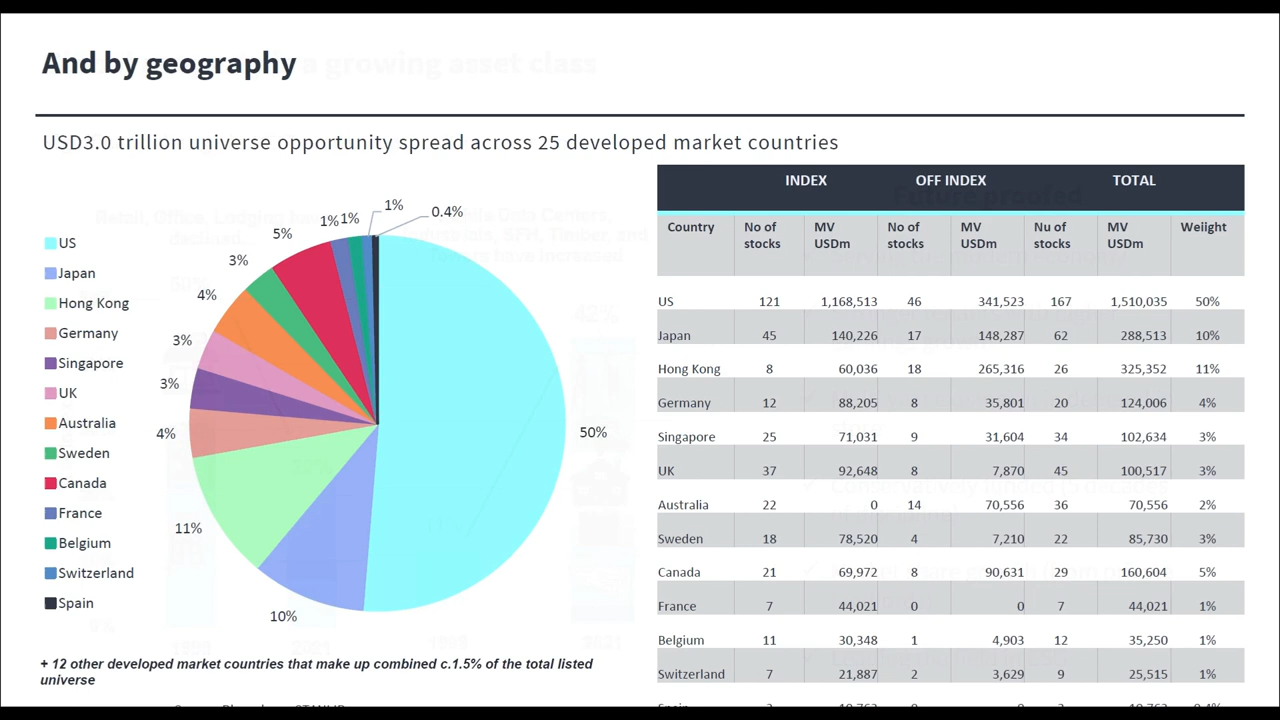 And by geography
USD3.0 trillion universe opportunity spread across 25 developed market countries
INDEX OFF INDEX TOTAL
Country No of stocks MV USDm No of stocks MV USDm Nu of stocks MV USDm Weilight
US 121 1,168,513 46 341,523 167 1,510,035 50%
Japan 45 140,226 17 148,287 62 288,513 10%
Hong Kong 8 60,036 18 265,316 26 325,352 11%
Germany 12 88,205 8 35,801 20 124,006 4%
Singapore 25 71,031 9 31,604 34 102,634 3%
UK 37 92,648 8 7,870 45 100,517 3%
Australia 22 0 14 70,556 36 70,556 2%
Sweden 18 78,520 4 7,210 22 85,730 3%
Canada 21 69,972 8 90,631 29 160,604 5%
France 7 44,021 0 0 7 44,021 1%
Belgium 11 30,348 1 4,903 12 35,250 1%
Switzerland 7 21,887 2 3,629 9 25,515 1%
US
Japan
Hong Kong
Germany
Singapore
UK
Australia
Sweden
Canada
France
Belgium
Switzerland
Spain
50%
10%
11%
4%
3%
3%
4%
3%
5%
1%
1%
1%
0.4%
+ 12 other developed market countries that make up combined c.1.5% of the total listed
universe